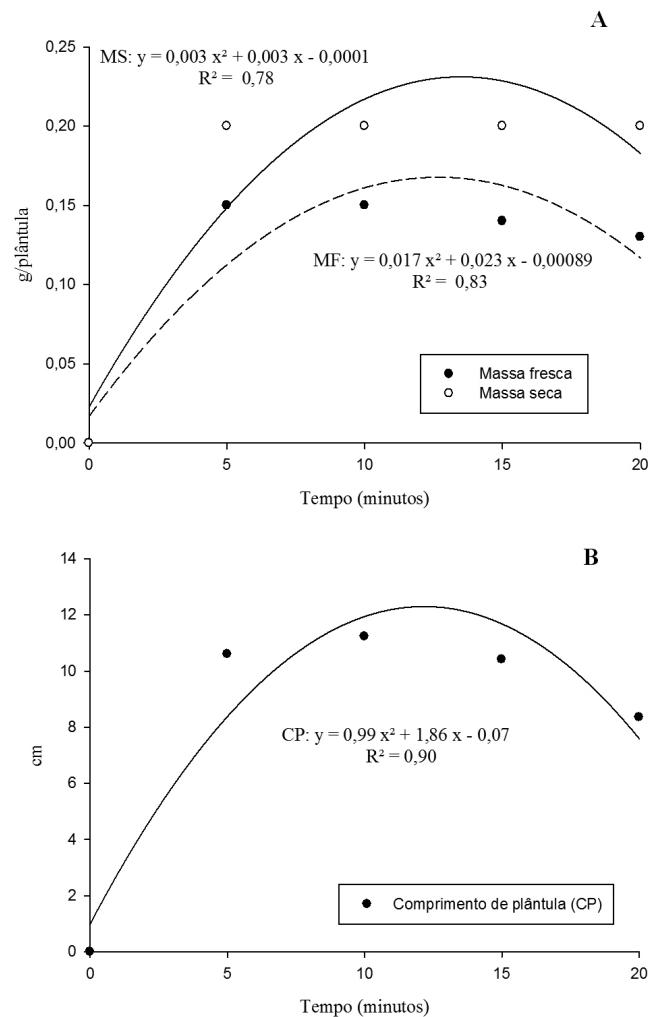 A
0,25
MS: y = 0,003 x² + 0,003 x - 0,0001
R² = 0,78
0,20
0,15
g/plântula
MF: y = 0,017 x² + 0,023 x - 0,00089
R² = 0,83
0,10
0,05
Massa fresca
Massa seca
0,00
0 5 10 15 20
Tempo (minutos)
B
14
12
10
8
CP: y = 0,99 x² + 1,86 x - 0,07
R² = 0,90
cm
6
4
2
Comprimento de plântula (CP)
0
0 5 10 15 20
Tempo (minutos)